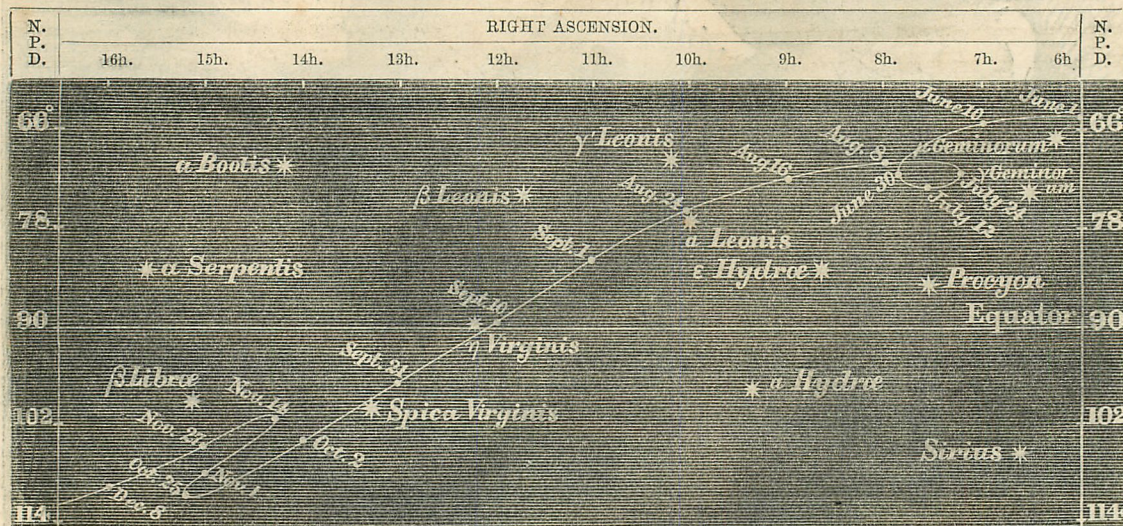 N. RIGHT ASCENSION. N.
P. P.
D. 16h. 15h. 14h. 13h. 12h. 11h. 10h. 9h. 8h. 7h. 6h D.
June 10 June 1
66° 66
γ Leonis Aug. 8 μ Geminorum
α Bootis Aug. 16 γ Geminor
um
β Leonis Aug. 24 June 30 July 24
July 12
78 78
Sept. 1 α Leonis
α Serpentis ε Hydræ
Sept. 10 Procyon
90 Equator 90
η Virginis
Sept. 24
β Libræ Nov. 14 α Hydræ
102 Spica Virginis 102
Nov. 27 Oct. 2
Oct. 25 Nov. 1 Sirius
Dec. 8
114 114